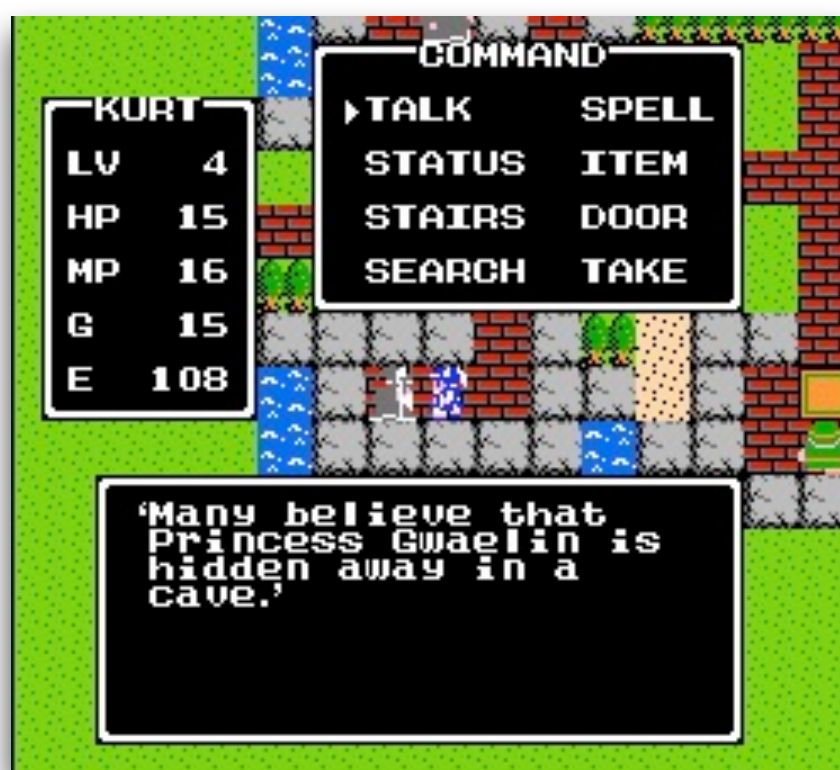 KURT
LV 4
HP 15
MP 16
G 15
E 108
COMMAND
TALK SPELL
STATUS ITEM
STAIRS DOOR
SEARCH TAKE
‘Many believe that
Princess Gwaelin is
hidden away in a
cave.’